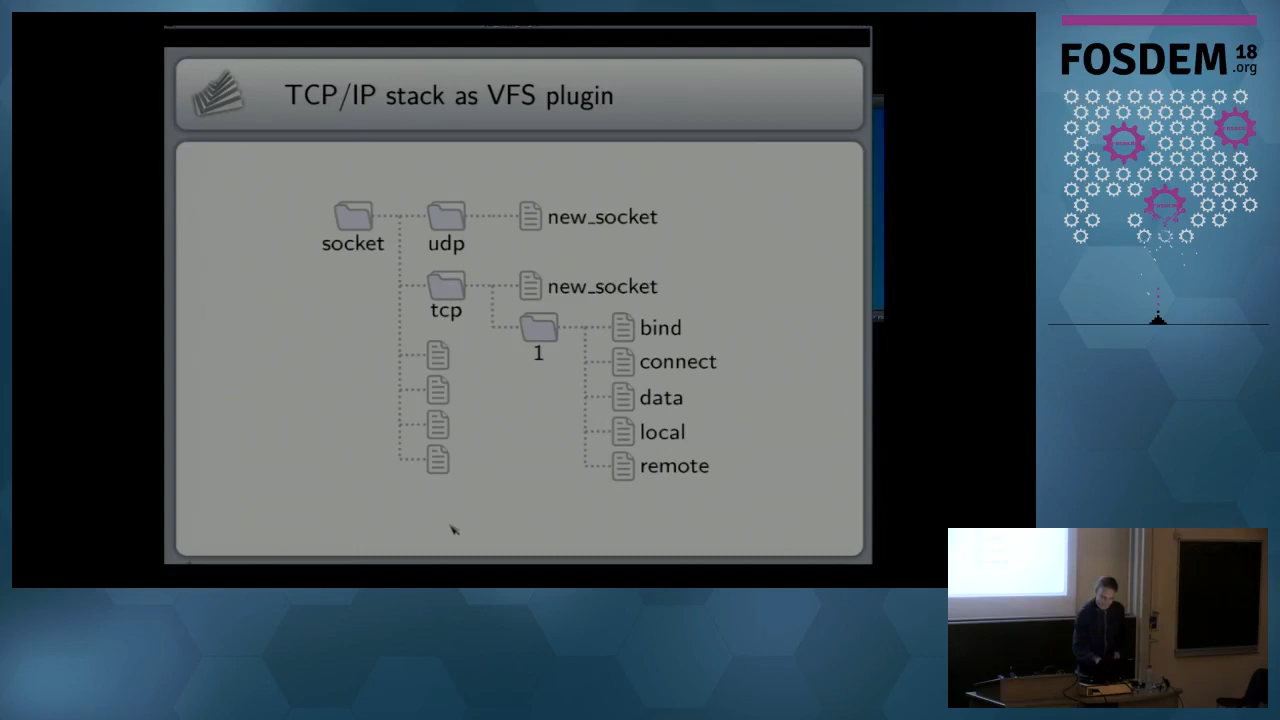 TCP/IP stack as VFS plugin
socket
udp
new_socket
tcp
new_socket
1
bind
connect
data
local
remote
FOSDEM 18
.org